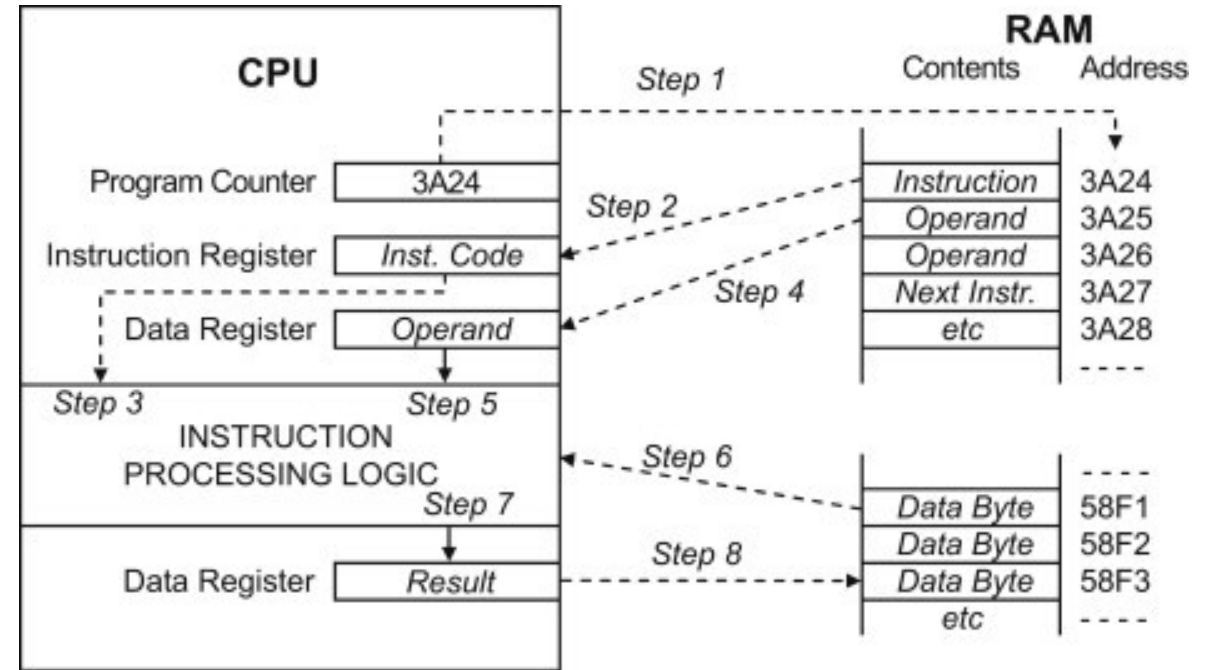 CPU
RAM
Contents Address
Step 1
Program Counter 3A24
Instruction 3A24
Step 2
Operand 3A25
Instruction Register Inst. Code
Operand 3A26
Step 4
Next Instr. 3A27
Data Register Operand
etc 3A28
----
Step 3 Step 5
INSTRUCTION
PROCESSING LOGIC
Step 6
----
Step 7
Data Byte 58F1
Data Byte 58F2
Step 8
Data Register Result
Data Byte 58F3
etc ----